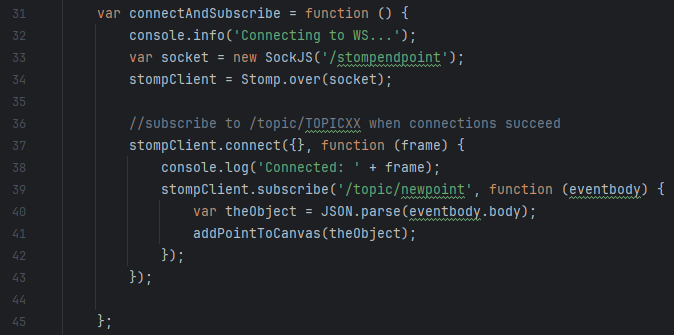 31 var connectAndSubscribe = function () {
32 console.info('Connecting to WS...');
33 var socket = new SockJS('/stompendpoint');
34 stompClient = Stomp.over(socket);
35
36 //subscribe to /topic/TOPICXX when connections succeed
37 stompClient.connect({}, function (frame) {
38 console.log('Connected: ' + frame);
39 stompClient.subscribe('/topic/newpoint', function (eventbody) {
40 var theObject = JSON.parse(eventbody.body);
41 addPointToCanvas(theObject);
42 });
43 });
44
45 };